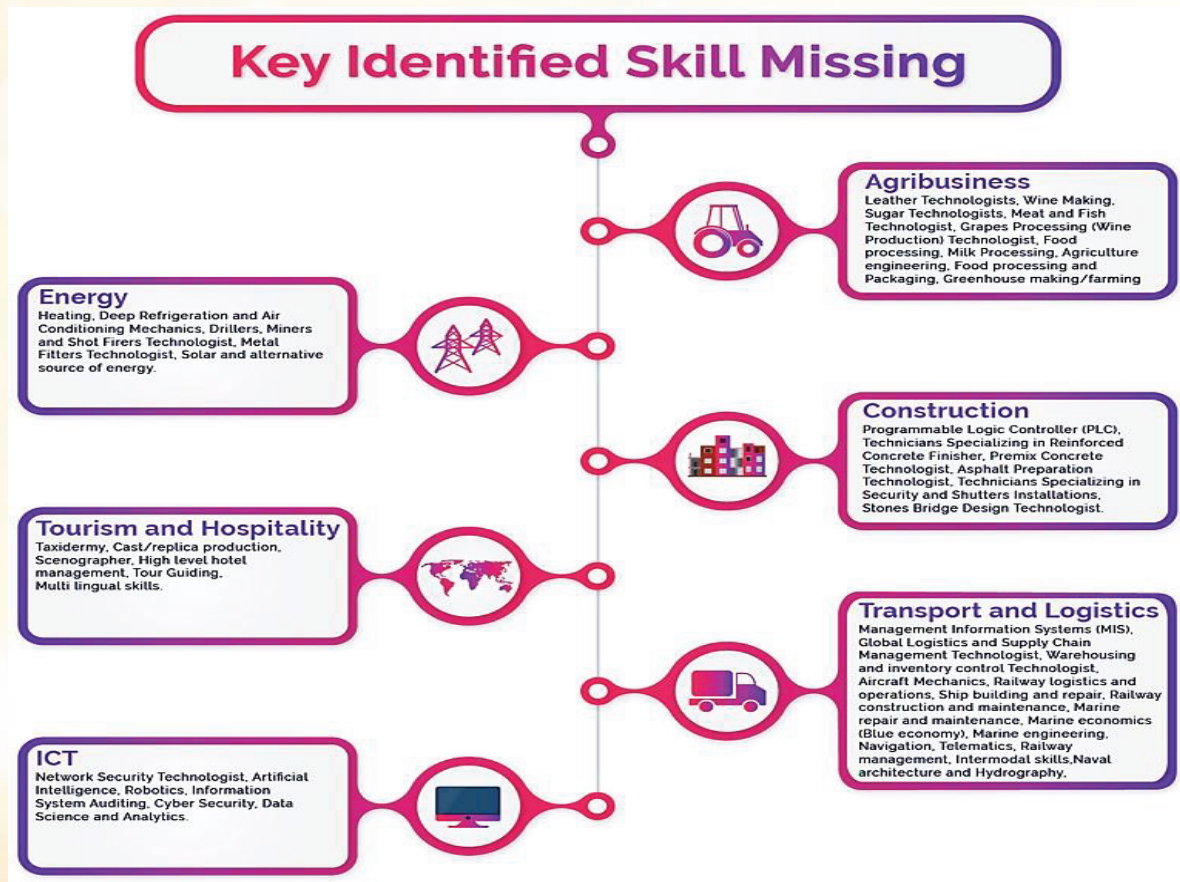 Key Identified Skill Missing
Agribusiness
Leather Technologists, Wine Making,
Sugar Technologists, Meat and Fish
Technologist, Grapes Processing (Wine
Production) Technologist, Food
processing, Milk Processing, Agriculture
engineering, Food processing and
Packaging, Greenhouse making/farming
Energy
Heating, Deep Refrigeration and Air
Conditioning Mechanics, Drillers, Miners
and Shot Firers Technologist, Metal
Fitters Technologist, Solar and alternative
source of energy.
Construction
Programmable Logic Controller (PLC),
Technicians Specializing in Reinforced
Concrete Finisher, Premix Concrete
Technologist, Asphalt Preparation
Technologist, Technicians Specializing in
Security and Shutters Installations,
Stones Bridge Design Technologist.
Tourism and Hospitality
Taxidermy, Cast/replica production,
Scenographer, High level hotel
management, Tour Guiding,
Multi lingual skills.
Transport and Logistics
Management Information Systems (MIS),
Global Logistics and Supply Chain
Management Technologist, Warehousing
and inventory control Technologist,
Aircraft Mechanics, Railway logistics and
operations, Ship building and repair, Railway
construction and maintenance, Marine
repair and maintenance, Marine economics
(Blue economy), Marine engineering,
Navigation, Telematics, Railway
management, Intermodal skills,Naval
architecture and Hydrography,
ICT
Network Security Technologist, Artificial
Intelligence, Robotics, Information
System Auditing, Cyber Security, Data
Science and Analytics.